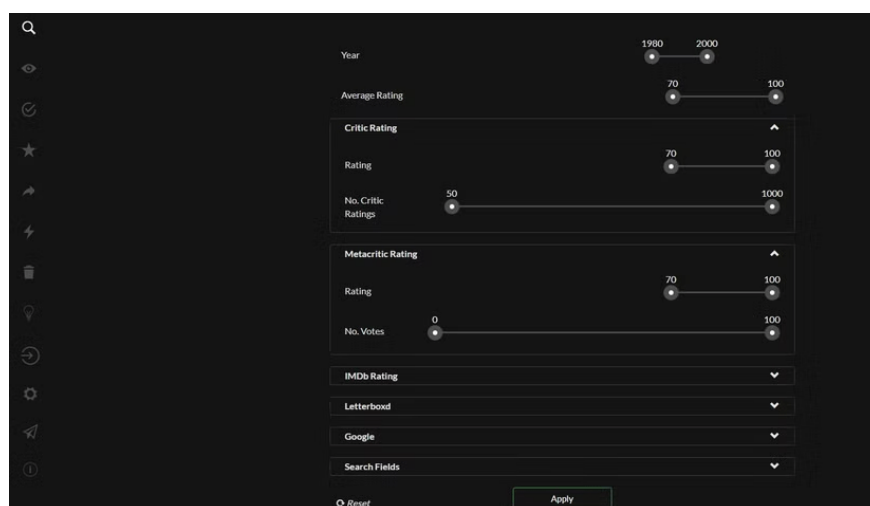 1980 2000
Year
70 100
Average Rating
Critic Rating
70 100
Rating
50 1000
No. Critic
Ratings
Metacritic Rating
70 100
Rating
0 100
No. Votes
IMDb Rating
Letterboxd
Google
Search Fields
Reset Apply